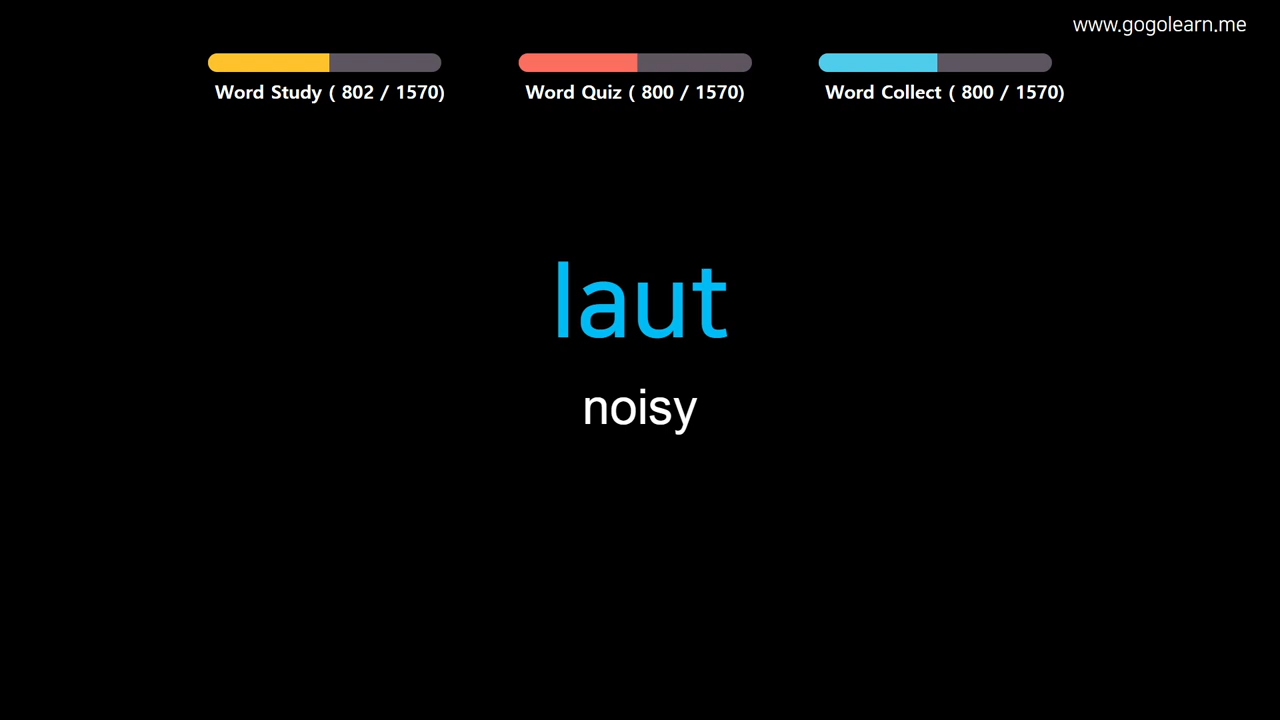 www.gogolearn.me
Word Study ( 802 / 1570)
Word Quiz ( 800 / 1570)
Word Collect ( 800 / 1570)
laut
noisy